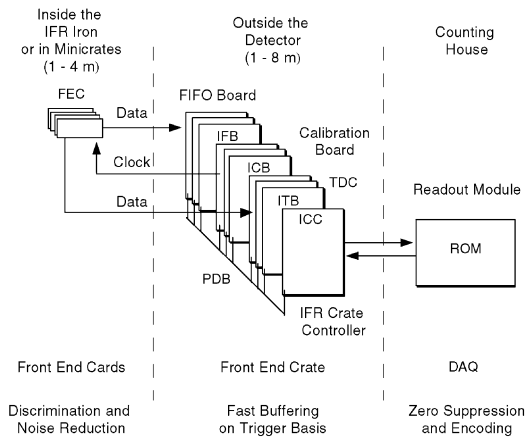 Inside the
IFR Iron
or in Minicrates
(1 - 4 m)
Outside the
Detector
(1 - 8 m)
Counting
House
FEC
Data
FIFO Board
IFB
Clock
Calibration
Board
ICB
TDC
Data
ITB
ICC
Readout Module
ROM
PDB
IFR Crate
Controller
Front End Cards
Front End Crate
DAQ
Discrimination and
Noise Reduction
Fast Buffering
on Trigger Basis
Zero Suppression
and Encoding